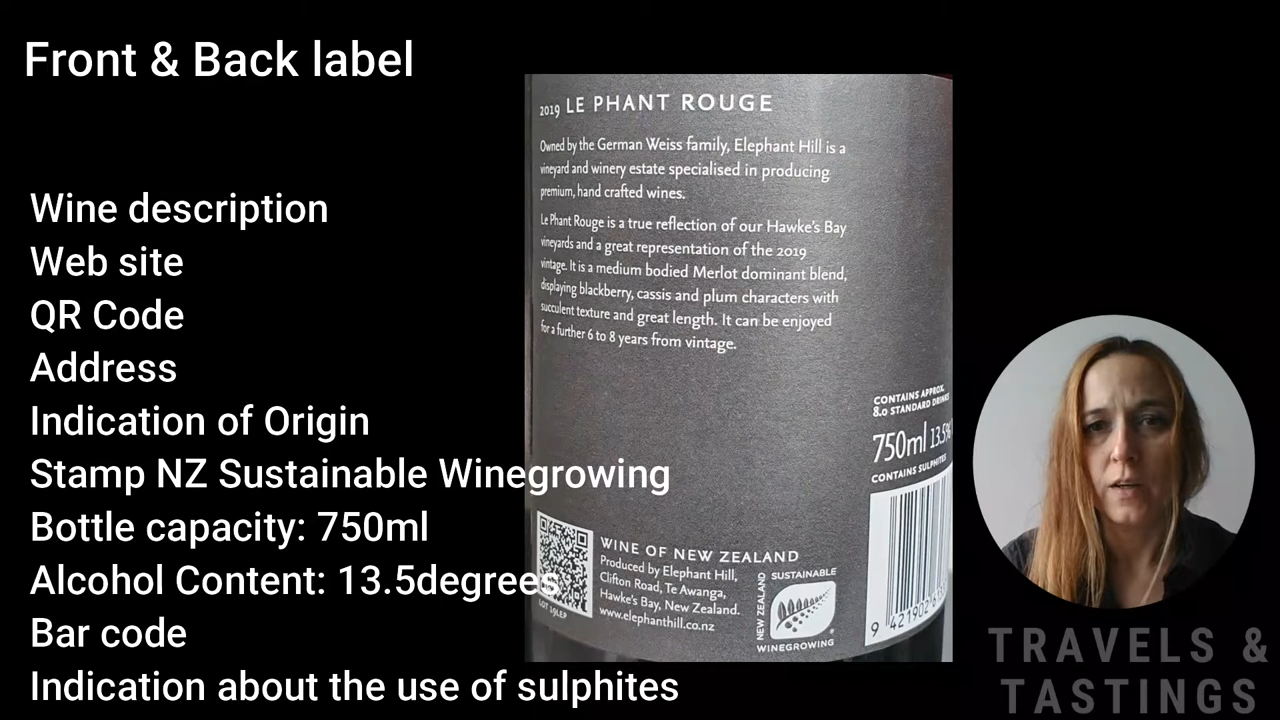 Front & Back label
Wine description
Web site
QR Code
Address
Indication of Origin
Stamp NZ Sustainable Winegrowing
Bottle capacity: 750ml
Alcohol Content: 13.5degrees
Bar code
Indication about the use of sulphites
2019 LE PHANT ROUGE
Owned by the German Weiss family, Elephant Hill is a
vineyard and winery estate specialised in producing
premium, hand crafted wines.
Le Phant Rouge is a true reflection of our Hawke's Bay
vineyards and a great representation of the 2019
vintage. It is a medium bodied Merlot dominant blend,
displaying blackberry, cassis and plum characters with
succulent texture and great length. It can be enjoyed
for a further 6 to 8 years from vintage.
CONTAINS APPROX.
8.0 STANDARD DRINKS
750ml 13.5%
CONTAINS SULPHITES
WINE OF NEW ZEALAND
Produced by Elephant Hill,
Clifton Road, Te Awanga,
Hawke's Bay, New Zealand.
www.elephanthill.co.nz
LOT 19LEP
NEW ZEALAND
SUSTAINABLE
WINEGROWING
9 421902
TRAVELS &
TASTINGS